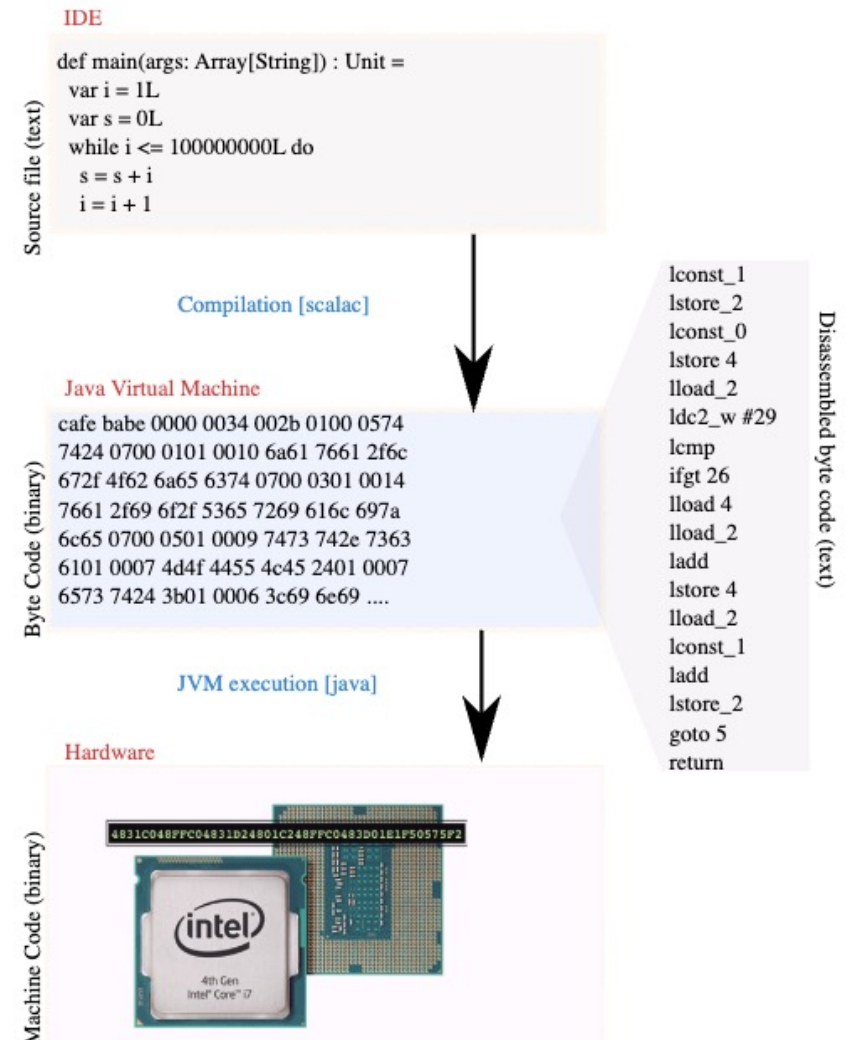 IDE
Source file (text)
def main(args: Array[String]) : Unit =
var i = 1L
var s = 0L
while i <= 100000000L do
s = s + i
i = i + 1
Compilation [scalac]
Java Virtual Machine
Byte Code (binary)
cafe babe 0000 0034 002b 0100 0574
7424 0700 0101 0010 6a61 7661 2f6c
672f 4f62 6a65 6374 0700 0301 0014
7661 2f69 6f2f 5365 7269 616c 697a
6c65 0700 0501 0009 7473 742e 7363
6101 0007 4d4f 4455 4c45 2401 0007
6573 7424 3b01 0006 3c69 6e69 ....
lconst_1
lstore_2
lconst_0
lstore 4
lload_2
ldc2_w #29
lcmp
ifgt 26
lload 4
lload_2
ladd
lstore 4
lload_2
lconst_1
ladd
lstore_2
goto 5
return
Disassembled byte code (text)
JVM execution [java]
Hardware
Machine Code (binary)
4831C048FFC04831D24801C248FFC0483D01E1F50575F2
intel
4th Gen
Intel® Core™ i7